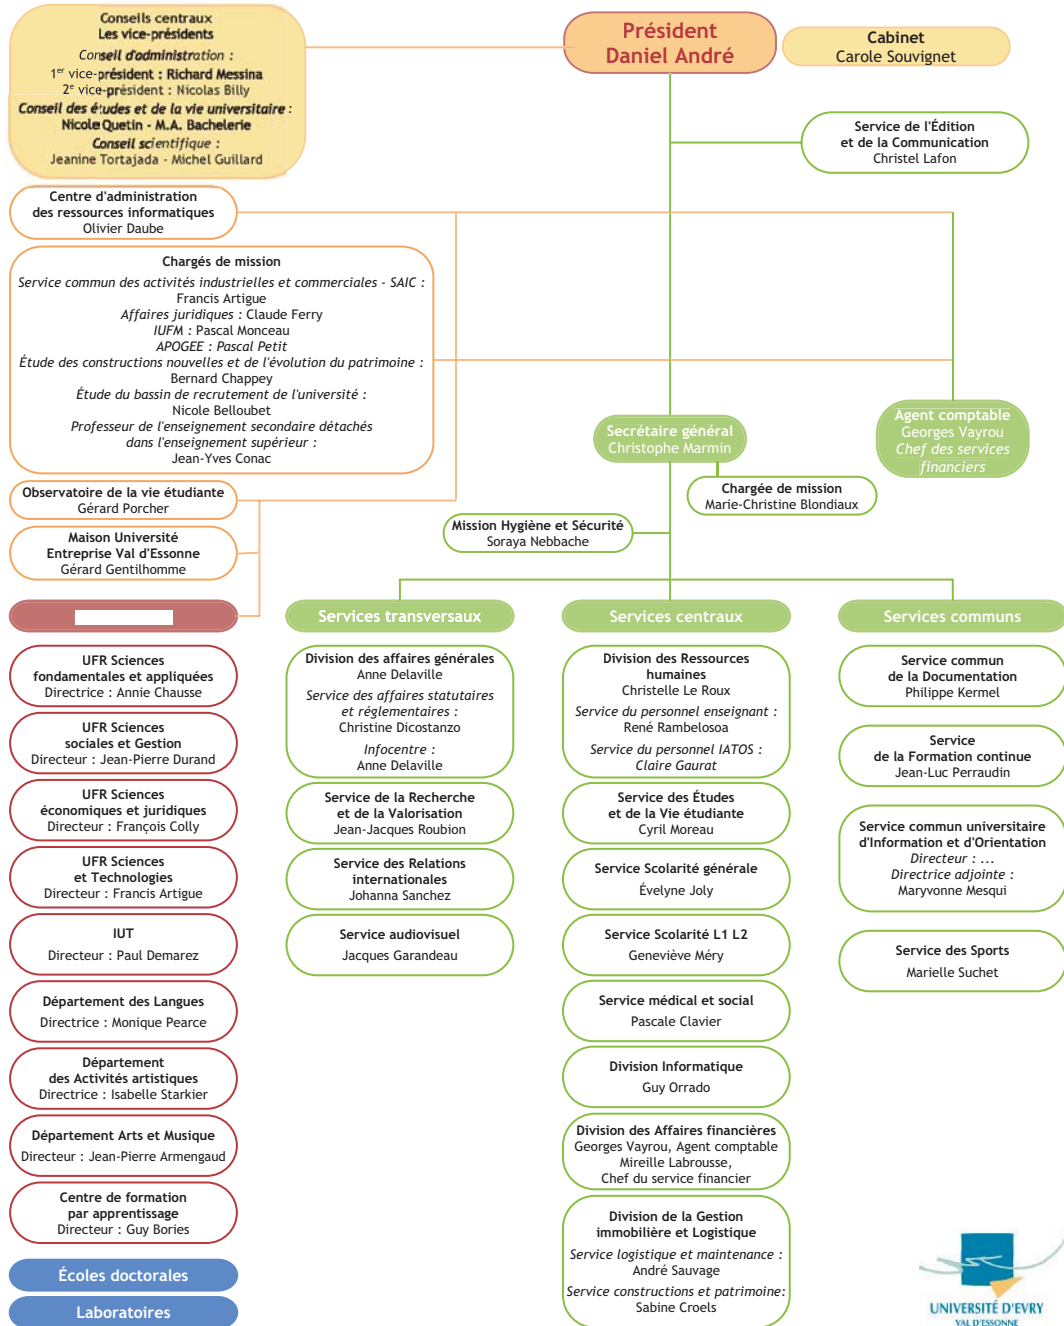 Conseils centraux
Les vice-présidents
Conseil d'administration :
1er vice-président : Richard Messina
2e vice-président : Nicolas Billy
Conseil des études et de la vie universitaire :
Nicole Quetin - M.A. Bachelerie
Conseil scientifique :
Jeanine Tortajada - Michel Guillard
Président
Daniel André
Cabinet
Carole Souvignet
Service de l'Édition
et de la Communication
Christel Lafon
Centre d'administration
des ressources informatiques
Olivier Daube
Chargés de mission
Service commun des activités industrielles et commerciales - SAIC :
Francis Artigue
Affaires juridiques : Claude Ferry
IUFM : Pascal Monceau
APOGEE : Pascal Petit
Étude des constructions nouvelles et de l'évolution du patrimoine :
Bernard Chappey
Étude du bassin de recrutement de l'université :
Nicole Belloubet
Professeur de l'enseignement secondaire détachés
dans l'enseignement supérieur :
Jean-Yves Conac
Secrétaire général
Christophe Marmin
Agent comptable
Georges Vayrou
Chef des services
financiers
Chargée de mission
Marie-Christine Blondiaux
Observatoire de la vie étudiante
Gérard Porcher
Mission Hygiène et Sécurité
Soraya Nebbache
Maison Université
Entreprise Val d'Essonne
Gérard Gentilhomme
UFR Sciences
fondamentales et appliquées
Directrice : Annie Chausse
UFR Sciences
sociales et Gestion
Directeur : Jean-Pierre Durand
UFR Sciences
économiques et juridiques
Directeur : François Colly
UFR Sciences
et Technologies
Directeur : Francis Artigue
IUT
Directeur : Paul Demarez
Département des Langues
Directrice : Monique Pearce
Département
des Activités artistiques
Directrice : Isabelle Starkier
Département Arts et Musique
Directeur : Jean-Pierre Armengaud
Centre de formation
par apprentissage
Directeur : Guy Bories
Écoles doctorales
Laboratoires
Services transversaux
Division des affaires générales
Anne Delaville
Service des affaires statutaires
et réglementaires :
Christine Dicostanzo
Infocentre :
Anne Delaville
Service de la Recherche
et de la Valorisation
Jean-Jacques Roubion
Service des Relations
internationales
Johanna Sanchez
Service audiovisuel
Jacques Garandeau
Services centraux
Division des Ressources
humaines
Christelle Le Roux
Service du personnel enseignant :
René Rambelosoa
Service du personnel IATOS :
Claire Gaurat
Service des Études
et de la Vie étudiante
Cyril Moreau
Service Scolarité générale
Évelyne Joly
Service Scolarité L1 L2
Geneviève Méry
Service médical et social
Pascale Clavier
Division Informatique
Guy Orrado
Division des Affaires financières
Georges Vayrou, Agent comptable
Mireille Labrousse,
Chef du service financier
Division de la Gestion
immobilière et Logistique
Service logistique et maintenance :
André Sauvage
Service constructions et patrimoine:
Sabine Croels
Services communs
Service commun
de la Documentation
Philippe Kermel
Service
de la Formation continue
Jean-Luc Perraudin
Service commun universitaire
d'Information et d'Orientation
Directeur : ...
Directrice adjointe :
Maryvonne Mesqui
Service des Sports
Marielle Suchet
UNIVERSITÉ D'EVRY
VAL D'ESSONNE